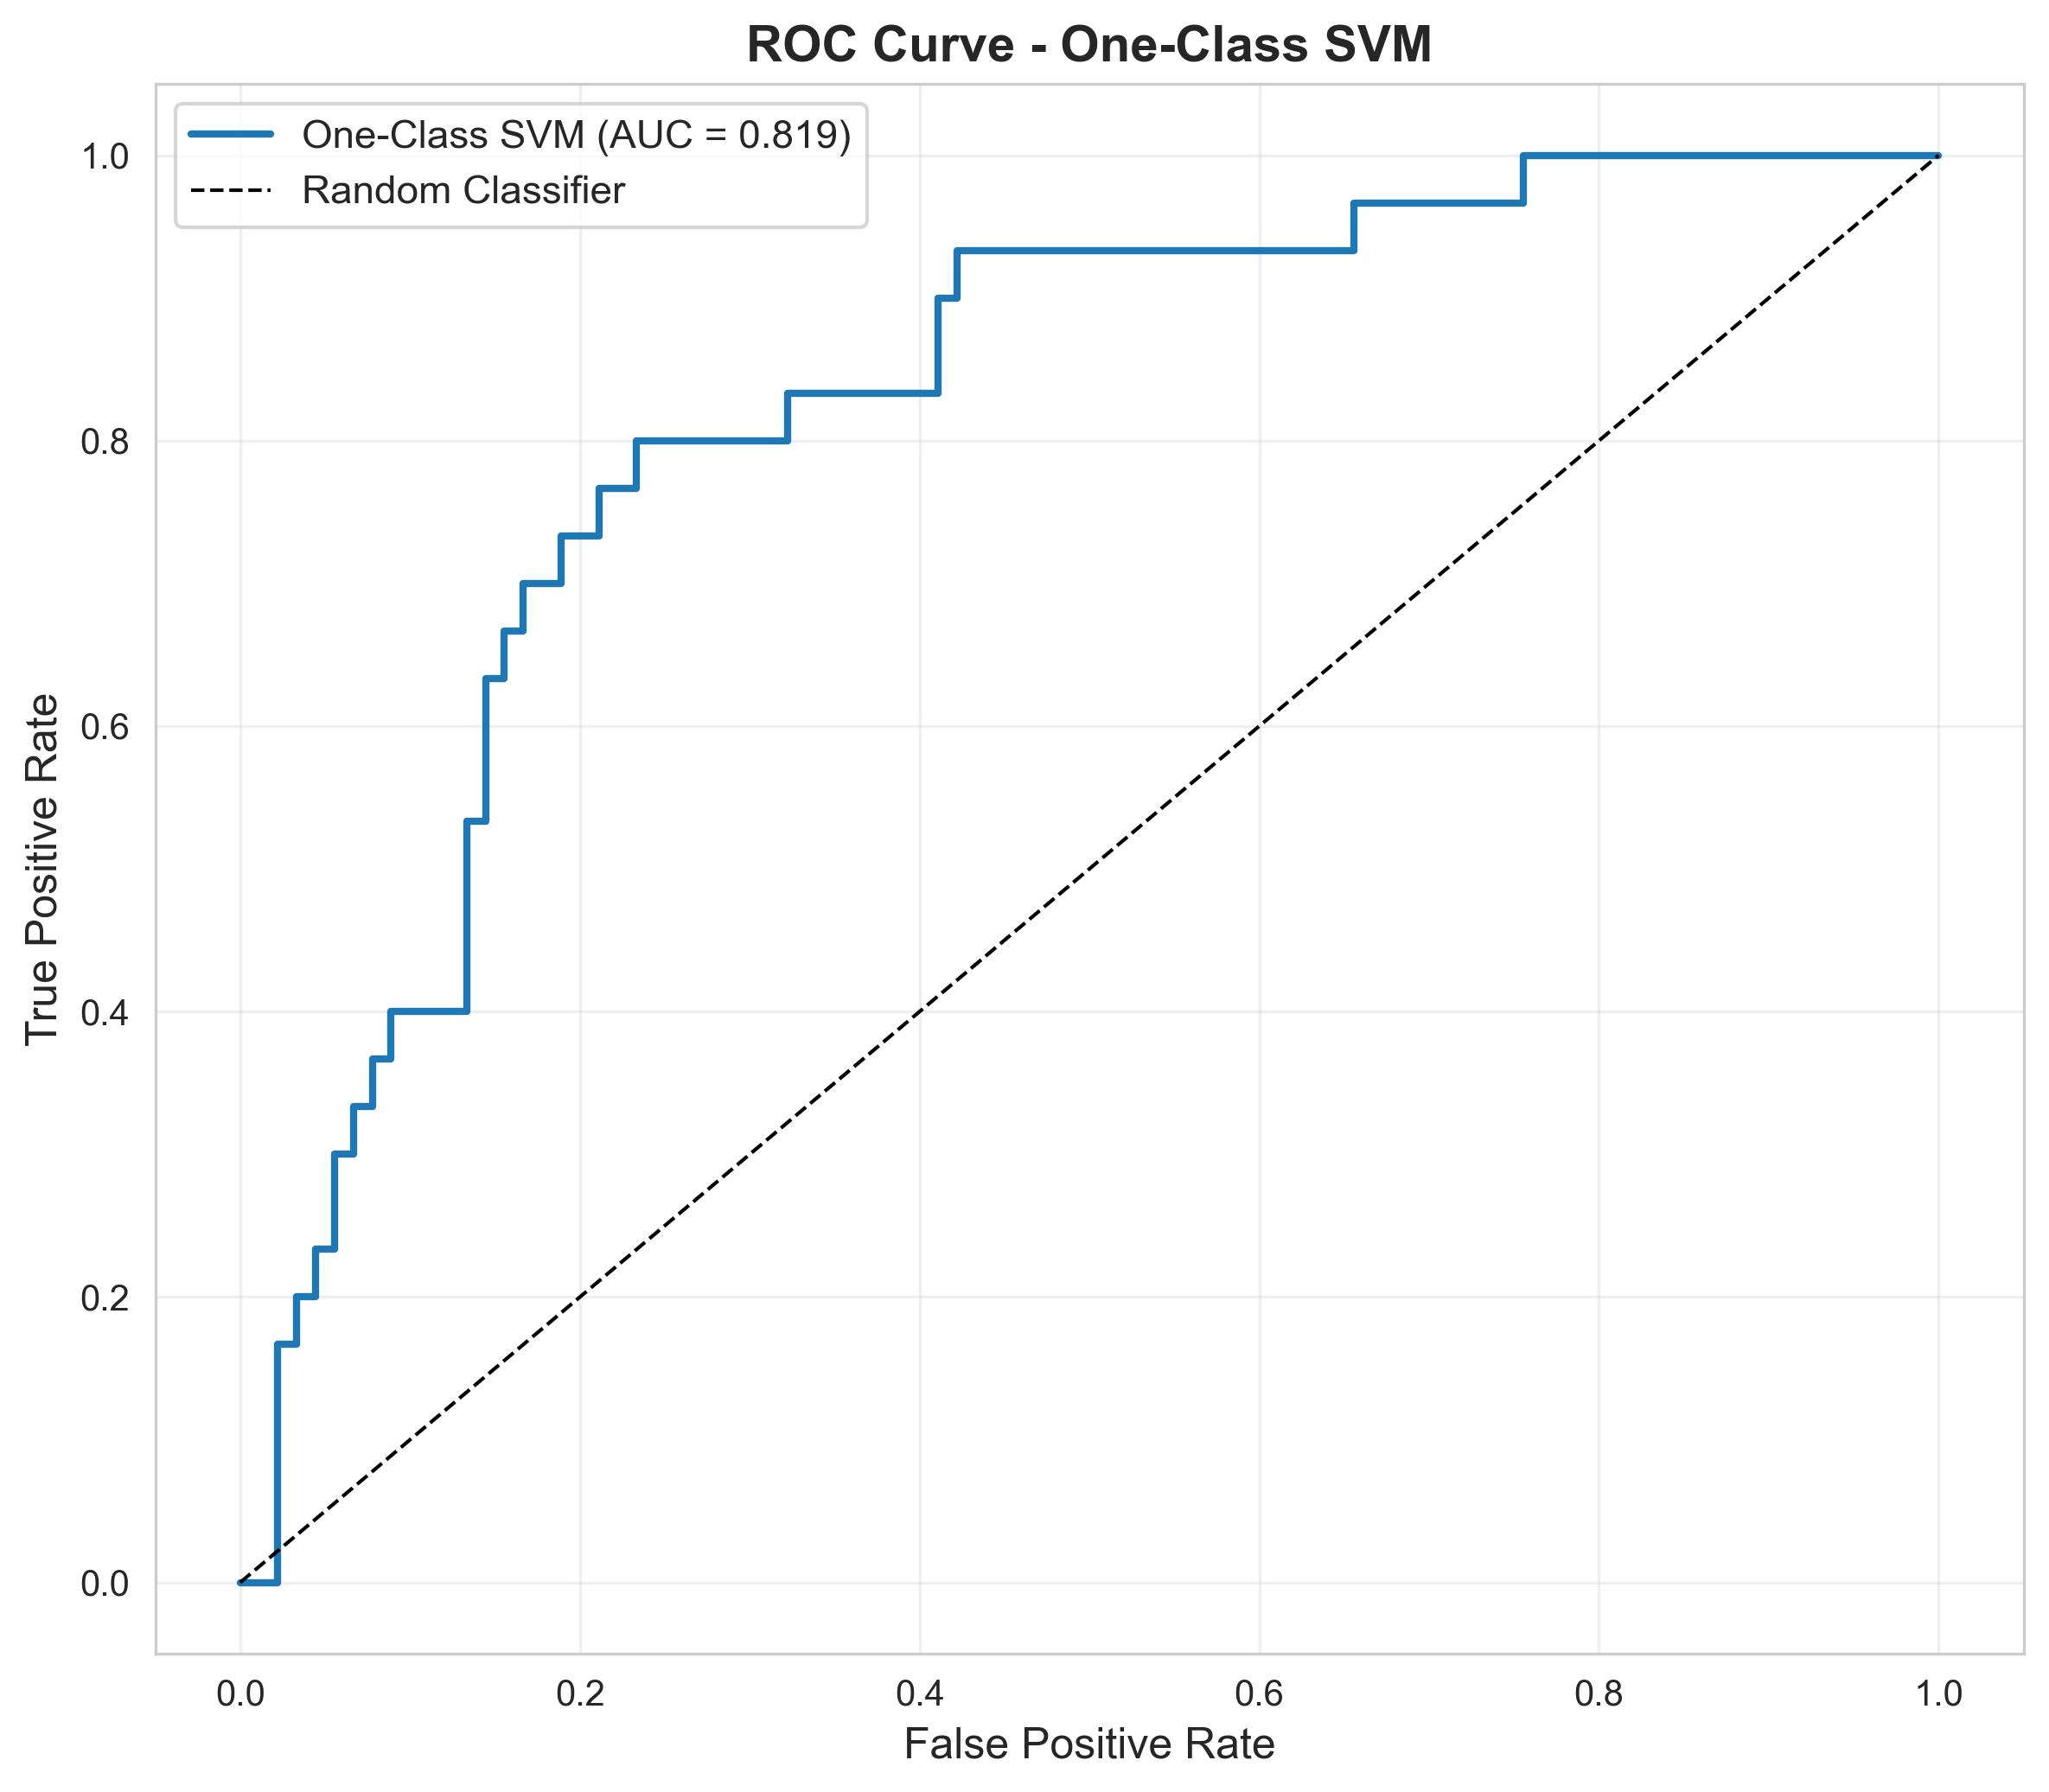 ROC Curve - One-Class SVM
One-Class SVM (AUC = 0.819)
Random Classifier
True Positive Rate
1.0
0.8
0.6
0.4
0.2
0.0
0.0 0.2 0.4 0.6 0.8 1.0
False Positive Rate